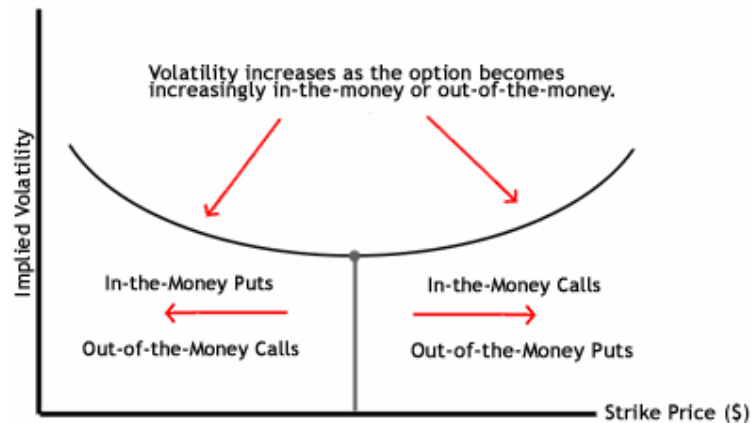 Volatility increases as the option becomes
increasingly in-the-money or out-of-the-money.
Implied Volatility
In-the-Money Puts
In-the-Money Calls
Out-of-the-Money Calls
Out-of-the-Money Puts
Strike Price ($)